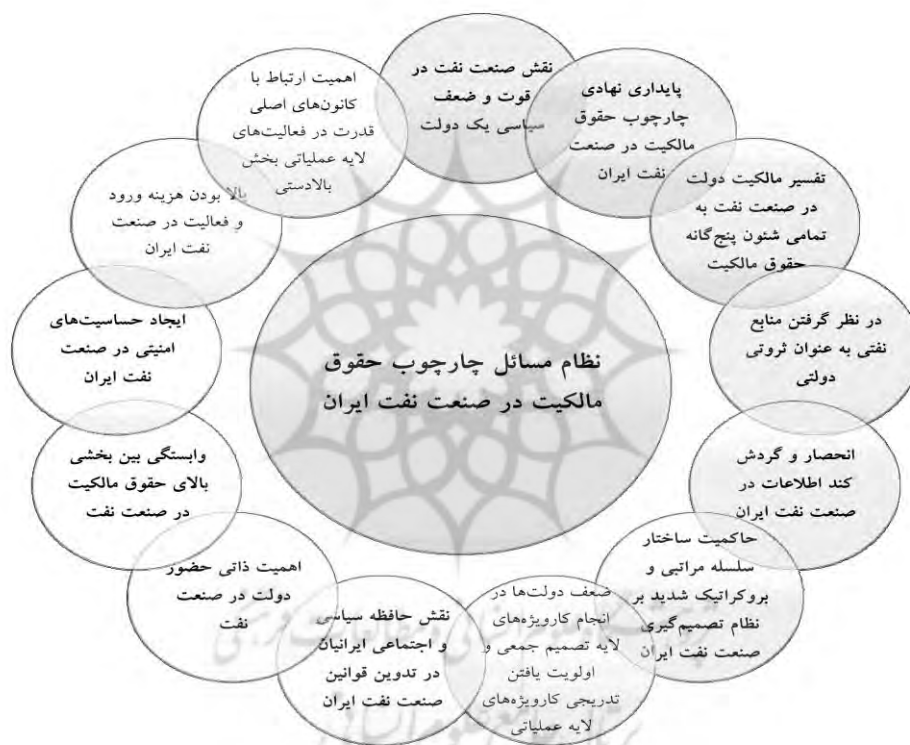 نقش صنعت نفت در
قوت و ضعف
سیاسی یک دولت
پایداری نهادی
چارچوب حقوق
مالکیت در صنعت
نفت ایران
تفسیر مالکیت دولت
در صنعت نفت به
تمامی شئون پنج‌گانه
حقوق مالکیت
در نظر گرفتن منابع
نفتی به عنوان ثروتی
دولتی
انحصار و گردش
کند اطلاعات در
صنعت نفت ایران
حاکمیت ساختار
سلسله مراتبی و
بروکراتیک شدید بر
نظام تصمیم‌گیری
صنعت نفت ایران
ضعف دولت‌ها در
انجام کارویژه‌های
لایه تصمیم جمعی و
اولویت یافتن
تدریجی کارویژه‌های
لایه عملیاتی
نقش حافظه سیاسی
و اجتماعی ایرانیان
در تدوین قوانین
صنعت نفت ایران
اهمیت ذاتی حضور
دولت در صنعت
نفت
وابستگی بین بخشی
بالای حقوق مالکیت
در صنعت نفت
ایجاد حساسیت‌های
امنیتی در صنعت
نفت ایران
بالا بودن هزینه ورود
و فعالیت در صنعت
نفت ایران
اهمیت ارتباط با
کانون‌های اصلی
قدرت در فعالیت‌های
لایه عملیاتی بخش
بالادستی
نظام مسائل چارچوب حقوق
مالکیت در صنعت نفت ایران